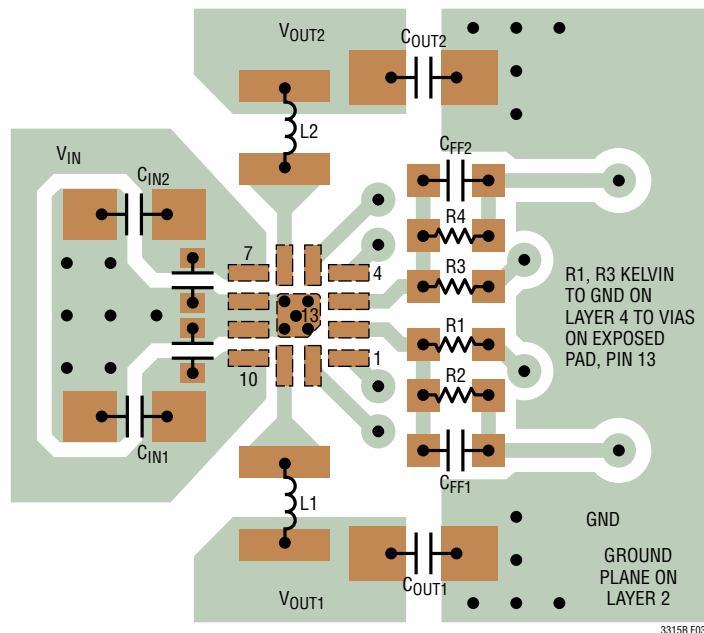 VOUT2
COUT2
L2
CFF2
VIN
CIN2
R4
7
4
R3
R1, R3 KELVIN
TO GND ON
LAYER 4 TO VIAS
ON EXPOSED
PAD, PIN 13
13
R1
10
1
R2
CIN1
CFF1
L1
GND
GROUND
PLANE ON
LAYER 2
COUT1
VOUT1
3315B F03